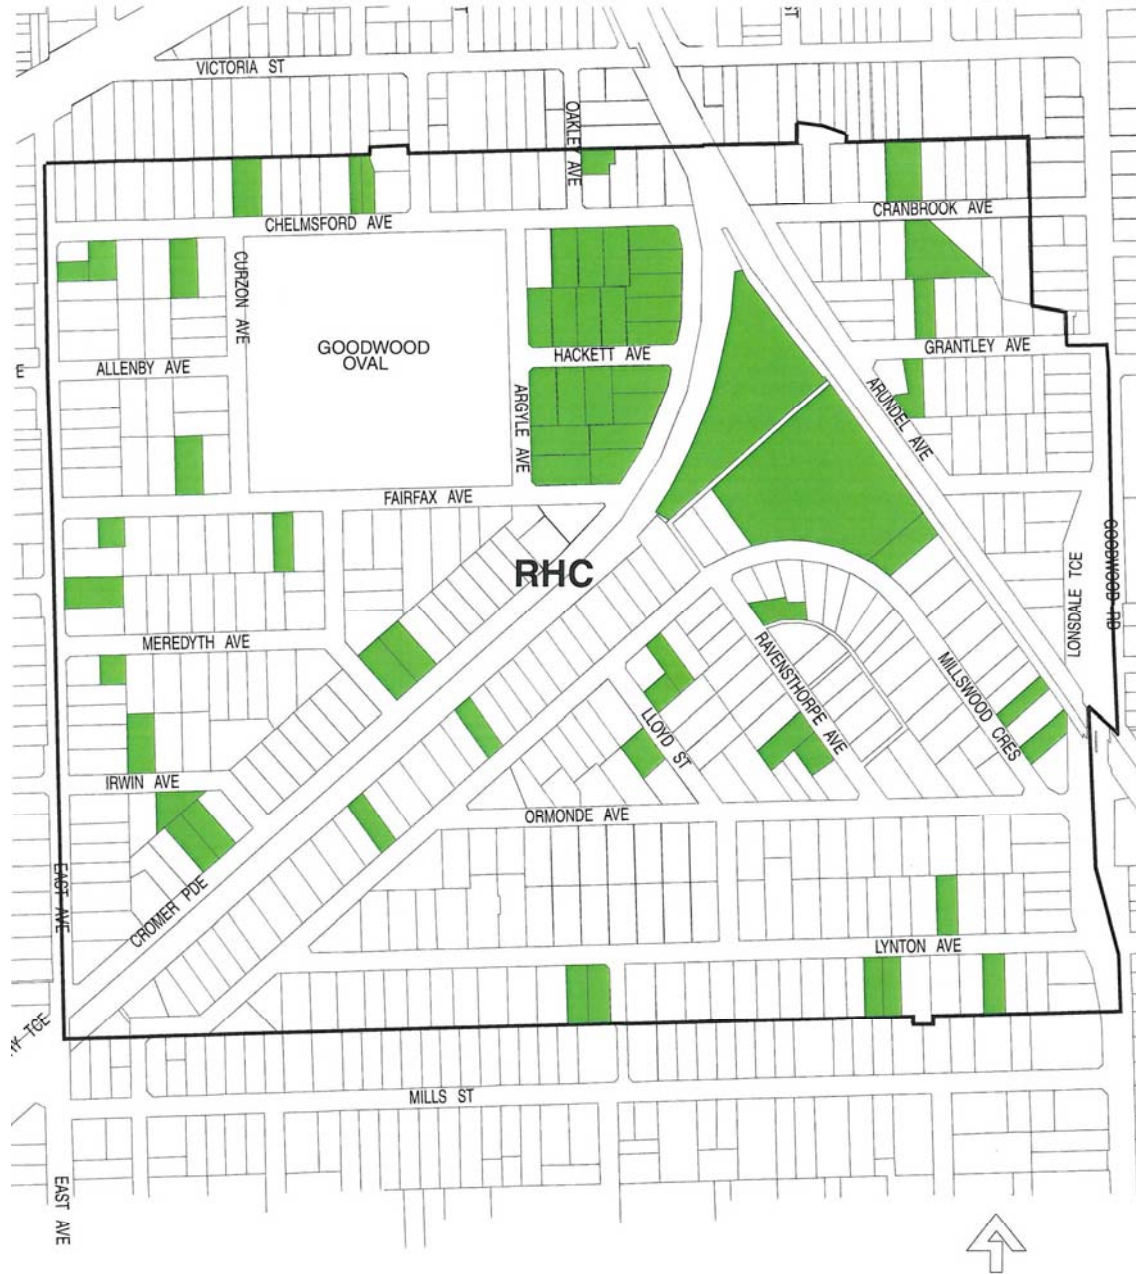 ST
VICTORIA ST
OAKLEY AVE
CRANBROOK AVE
CHELMSFORD AVE
CURZON AVE
GOODWOOD
OVAL
HACKETT AVE
GRANTLEY AVE
ALLENBY AVE
E
ARGYLE AVE
ARUNDEL AVE
FAIRFAX AVE
GOODWOOD RD
LONSDALE TCE
RHC
MEREDYTH AVE
RAVENSTHORPE AVE
MILLSWOOD CRES
LLOYD ST
IRWIN AVE
ORMONDE AVE
EAST AVE
CROMER PDE
LYNTON AVE
Y TCE
MILLS ST
EAST AVE